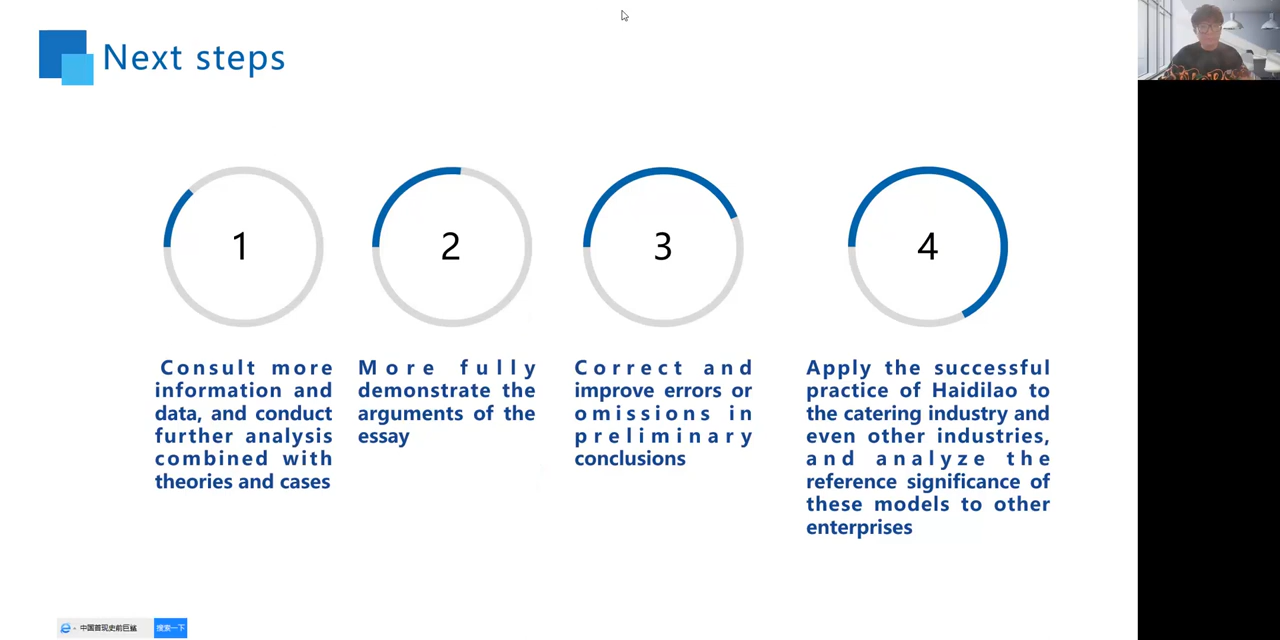 Next steps
1
2
3
4
Consult more
information and
data, and conduct
further analysis
combined with
theories and cases
More fully
demonstrate the
arguments of the
essay
Correct and
improve errors or
omissions in
preliminary
conclusions
Apply the successful
practice of Haidilao to
the catering industry and
even other industries,
and analyze the
reference significance of
these models to other
enterprises
中国首现史前巨鲨
搜索一下